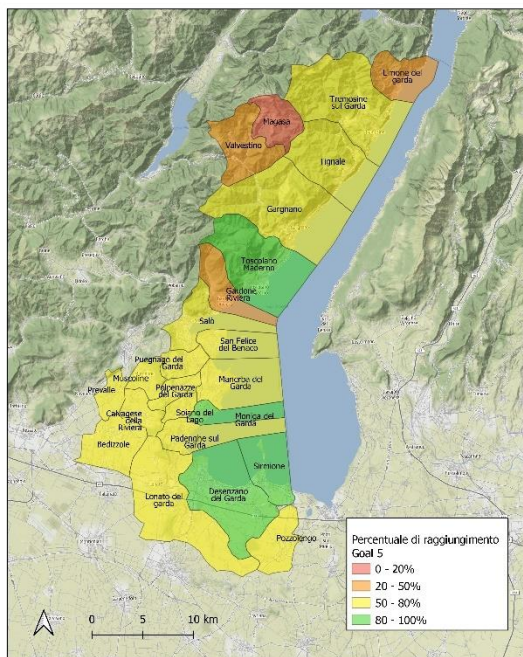 Limone del
garda
Tremosine
sul Garda
Magasa
Valvestino
Tignale
Gargnano
Toscolano
Maderno
Gardone
Riviera
Salò
San Felice
del Benaco
Puegnago del
Garda
Muscoline
Polpenazze
del Garda
Manerba del
Garda
Prevalle
Calvagese
della
Riviera
Soiano del
Lago
Moniga del
Garda
Bedizzole
Padenghe sul
Garda
Sirmione
Lonato del
garda
Desenzano
del Garda
Pozzolengo
Percentuale di raggiungimento
Goal 5
0 - 20%
20 - 50%
50 - 80%
80 - 100%
0 5 10 km